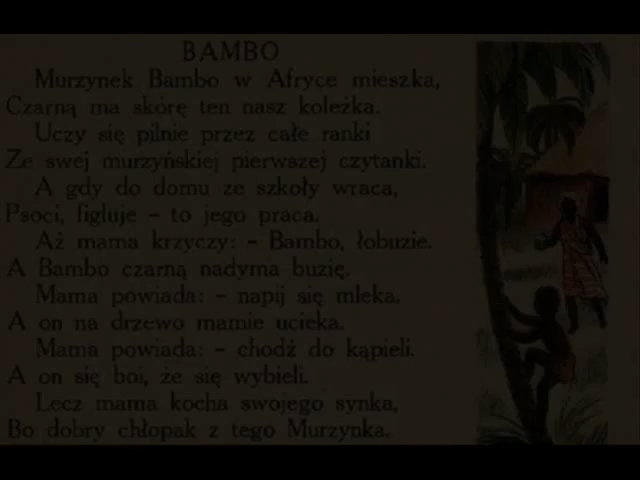 BAMBO
Murzynek Bambo w Afryce mieszka,
Czarną ma skórę ten nasz koleżka.
Uczy się pilnie przez całe ranki
Ze swej murzyńskiej pierwszej czytanki.
A gdy do domu ze szkoły wraca,
Psoci, figluje – to jego praca.
Aż mama krzyczy: – Bambo, łobuzie.
A Bambo czarną nadyma buzię.
Mama powiada: – napij się mleka.
A on na drzewo mamie ucieka.
Mama powiada: – chodź do kąpieli.
A on się boi, że się wybieli.
Lecz mama kocha swojego synka,
Bo dobry chłopak z tego Murzynka.